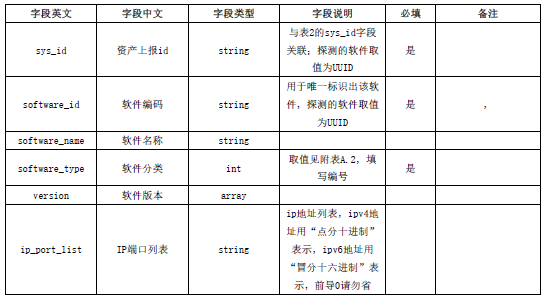 字段英文 字段中文 字段类型 字段说明 必填 备注
sys_id 资产上报id string 与表2的sys_id字段
关联；探测的软件取
值为UUID 是
software_id 软件编码 string 用于唯一标识出该软
件，探测的软件取值
为UUID 是 ，
software_name 软件名称 string
software_type 软件分类 int 取值见附表A.2，填
写编号 是
version 软件版本 array
ip_port_list IP端口列表 string ip地址列表，ipv4地
址用“点分十进制”
表示，ipv6地址用
“冒分十六进制”表
示，前导0请勿省